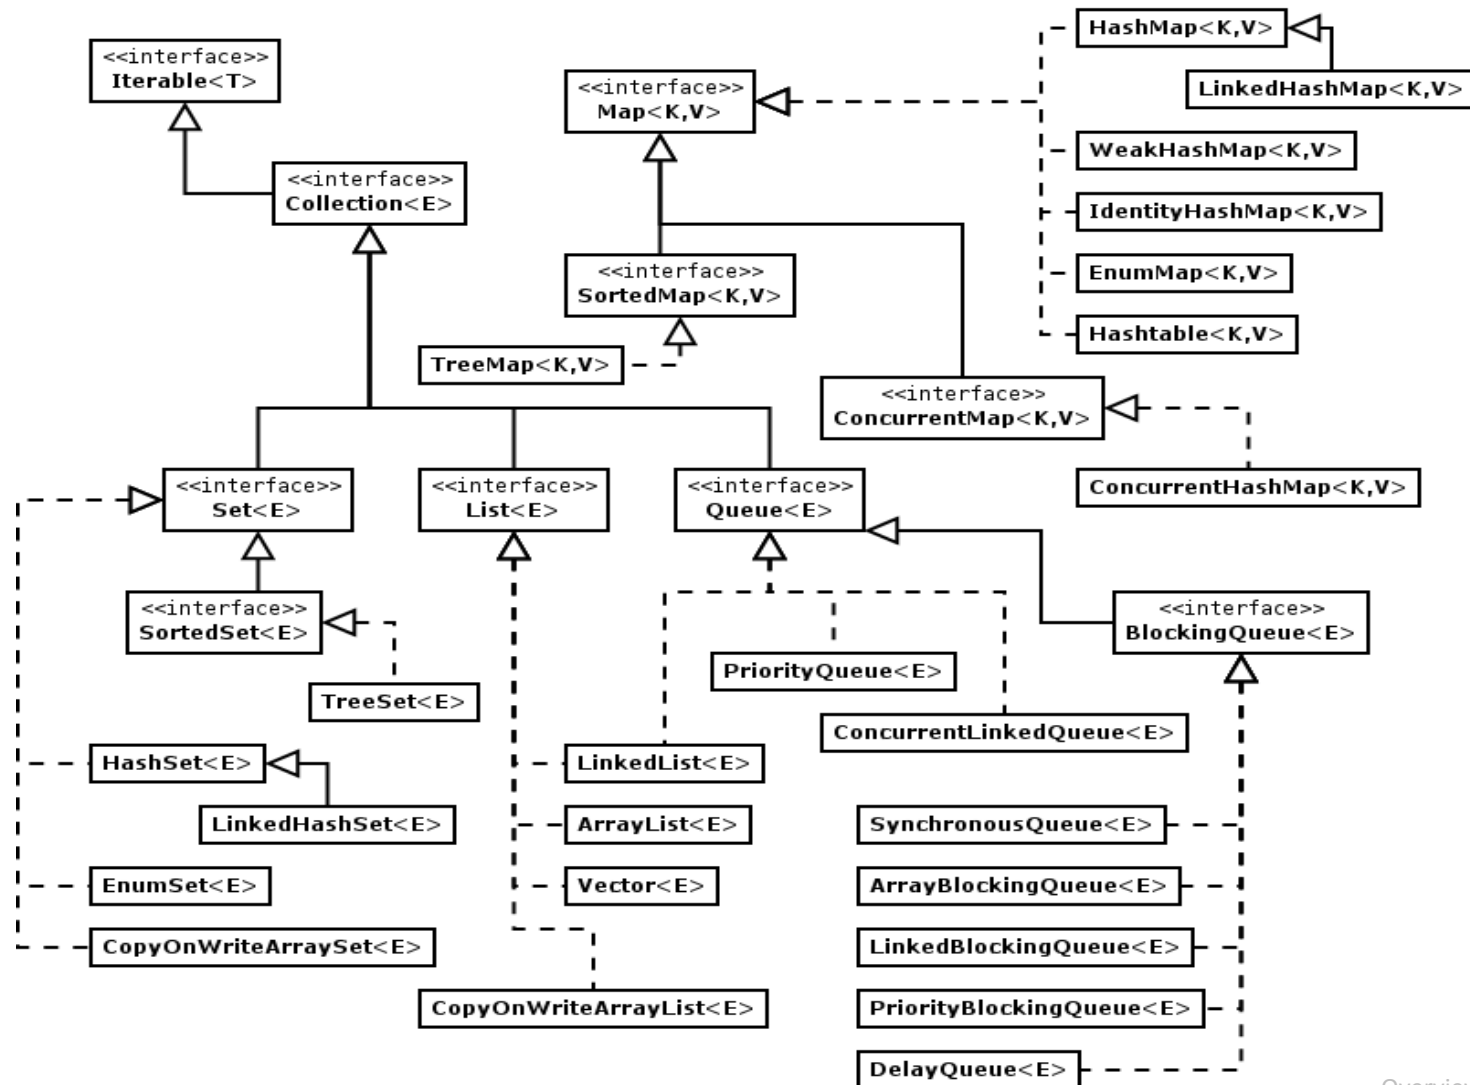 <<interface>>
Iterable<T>
<<interface>>
Collection<E>
<<interface>>
Map<K,V>
HashMap<K,V>
LinkedHashMap<K,V>
WeakHashMap<K,V>
IdentityHashMap<K,V>
EnumMap<K,V>
Hashtable<K,V>
<<interface>>
SortedMap<K,V>
TreeMap<K,V>
<<interface>>
ConcurrentMap<K,V>
ConcurrentHashMap<K,V>
<<interface>>
Set<E>
<<interface>>
List<E>
<<interface>>
Queue<E>
<<interface>>
SortedSet<E>
TreeSet<E>
<<interface>>
BlockingQueue<E>
PriorityQueue<E>
ConcurrentLinkedQueue<E>
HashSet<E>
LinkedHashSet<E>
EnumSet<E>
CopyOnWriteArraySet<E>
LinkedList<E>
ArrayList<E>
Vector<E>
CopyOnWriteArrayList<E>
SynchronousQueue<E>
ArrayBlockingQueue<E>
LinkedBlockingQueue<E>
PriorityBlockingQueue<E>
DelayQueue<E>